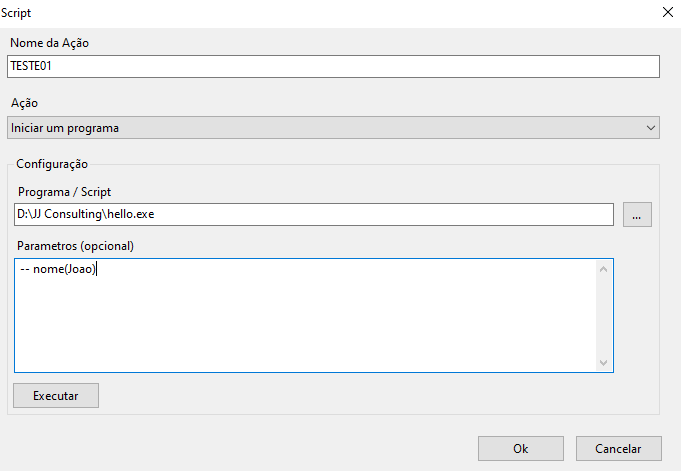 Script
Nome da Ação
TESTE01
Ação
Iniciar um programa
Configuração
Programa / Script
D:\JJ Consulting\hello.exe
...
Parametros (opcional)
-- nome(Joao)
Executar
Ok
Cancelar